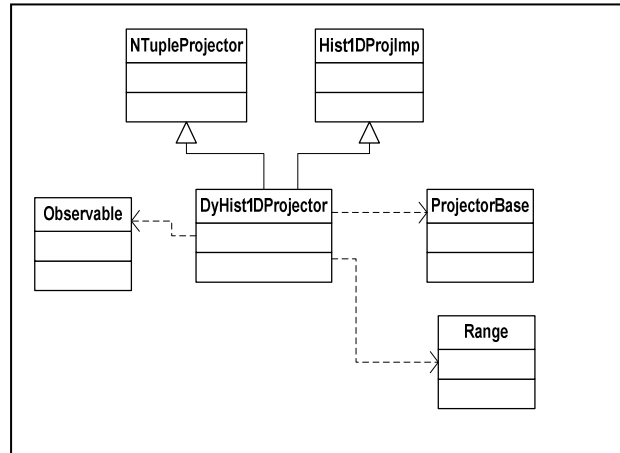 NTupleProjector
Hist1DProjImp
Observable
DyHist1DProjector
ProjectorBase
Range